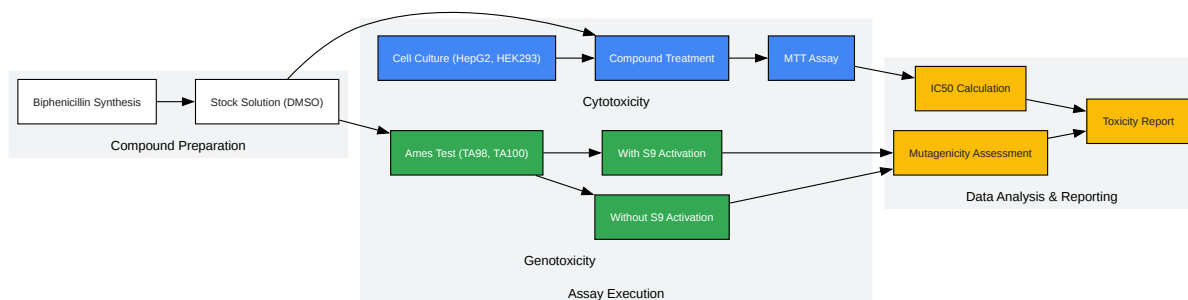 Biphenicillin Synthesis
Stock Solution (DMSO)
Compound Preparation
Cell Culture (HepG2, HEK293)
Compound Treatment
MTT Assay
Cytotoxicity
Ames Test (TA98, TA100)
With S9 Activation
Without S9 Activation
Genotoxicity
Assay Execution
IC50 Calculation
Mutagenicity Assessment
Toxicity Report
Data Analysis & Reporting